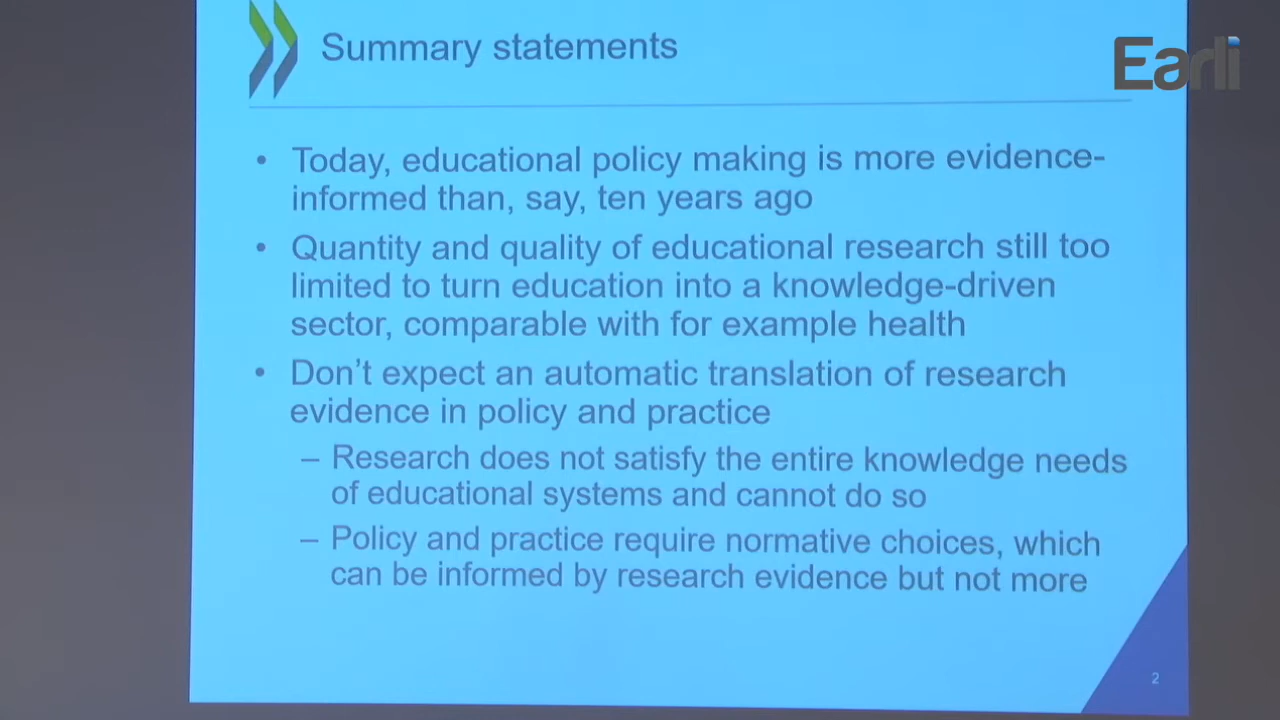 Summary statements
Earli
• Today, educational policy making is more evidence-
informed than, say, ten years ago
• Quantity and quality of educational research still too
limited to turn education into a knowledge-driven
sector, comparable with for example health
• Don't expect an automatic translation of research
evidence in policy and practice
– Research does not satisfy the entire knowledge needs
of educational systems and cannot do so
– Policy and practice require normative choices, which
can be informed by research evidence but not more
2